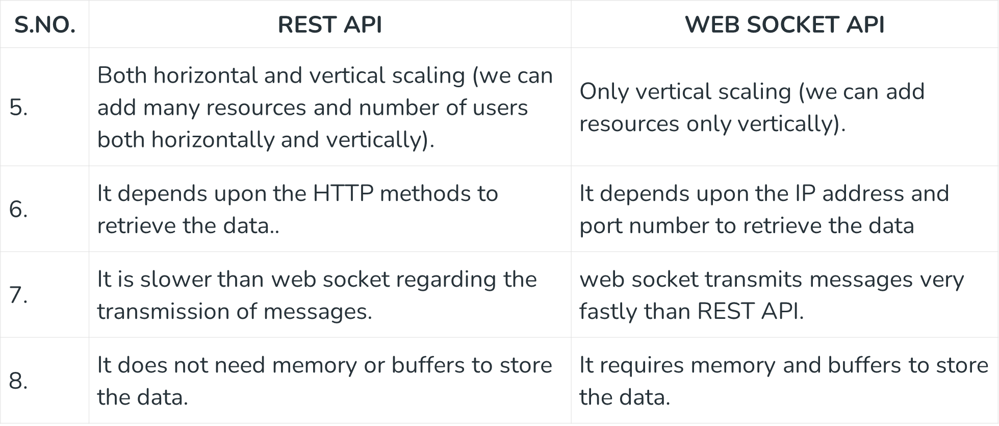 S.NO. REST API WEB SOCKET API
5.
Both horizontal and vertical scaling (we can
add many resources and number of users
both horizontally and vertically).
Only vertical scaling (we can add
resources only vertically).
6.
It depends upon the HTTP methods to
retrieve the data..
It depends upon the IP address and
port number to retrieve the data
7.
It is slower than web socket regarding the
transmission of messages.
web socket transmits messages very
fastly than REST API.
8.
It does not need memory or buffers to store
the data.
It requires memory and buffers to store
the data.